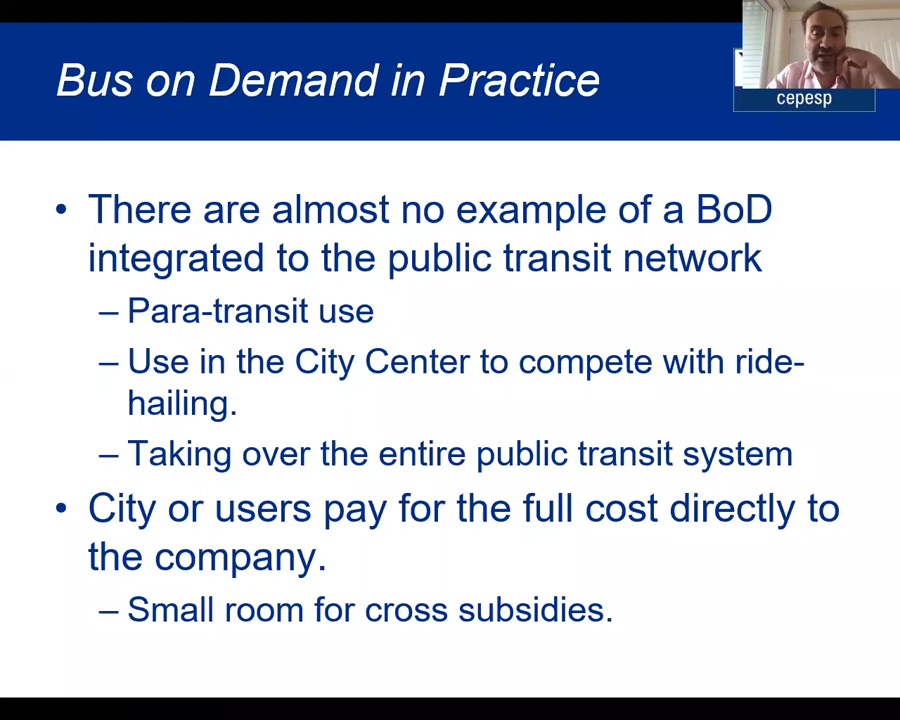 Bus on Demand in Practice
cepesp
• There are almost no example of a BoD
integrated to the public transit network
– Para-transit use
– Use in the City Center to compete with ride-
hailing.
– Taking over the entire public transit system
• City or users pay for the full cost directly to
the company.
– Small room for cross subsidies.